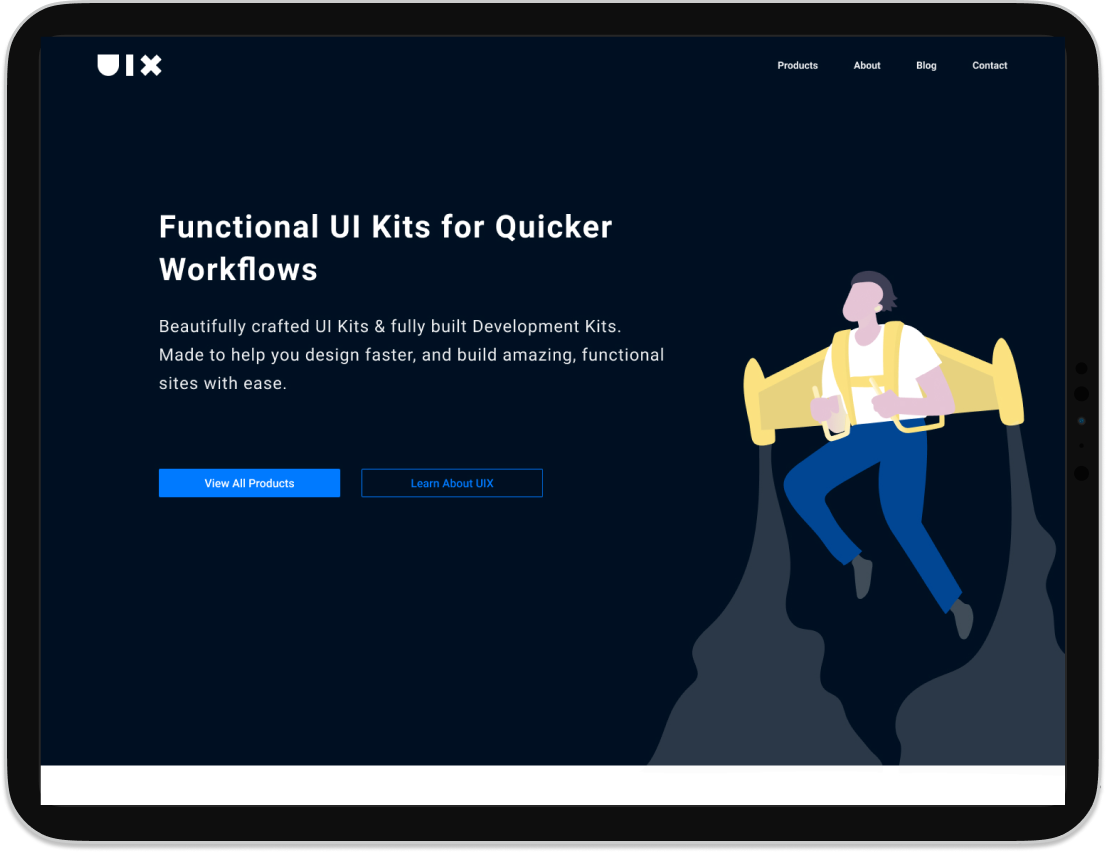 UIX
Products About Blog Contact
Functional UI Kits for Quicker
Workflows
Beautifully crafted UI Kits & fully built Development Kits.
Made to help you design faster, and build amazing, functional
sites with ease.
View All Products Learn About UIX